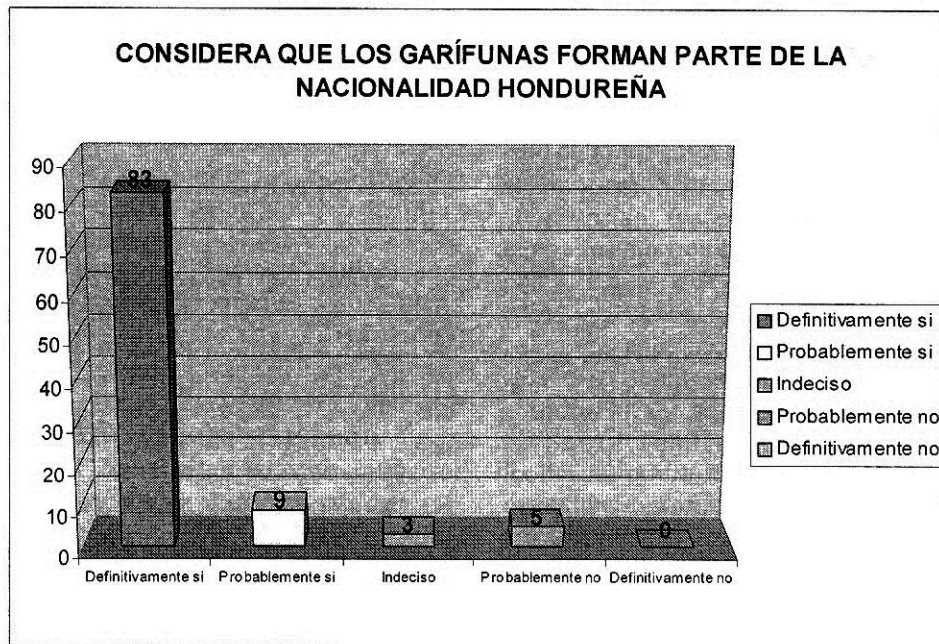 CONSIDERA QUE LOS GARÍFUNAS FORMAN PARTE DE LA
NACIONALIDAD HONDUREÑA
90
80
70
60
50
40
30
20
10
0
83
9
3
5
0
Definitivamente si
Probablemente si
Indeciso
Probablemente no
Definitivamente no
Definitivamente si
Probablemente si
Indeciso
Probablemente no
Definitivamente no